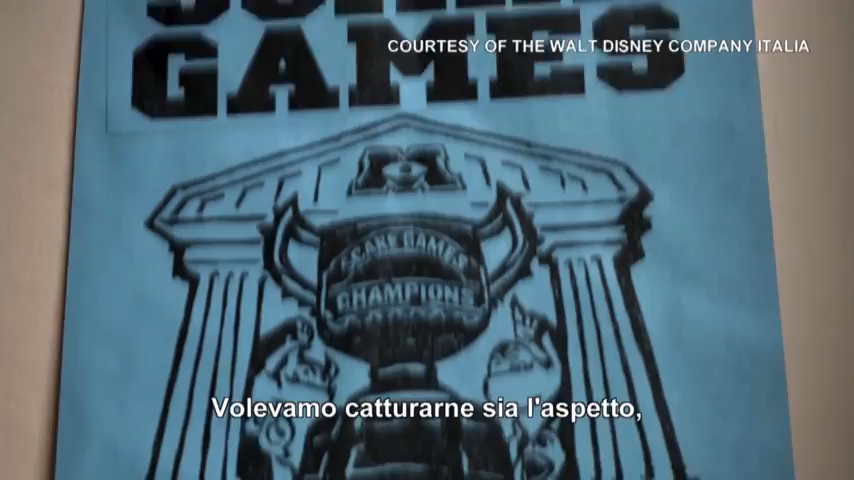 COURTESY OF THE WALT DISNEY COMPANY ITALIA
GAMES
M
SCARE GAMES
CHAMPIONS
Volevamo catturarne sia l'aspetto,